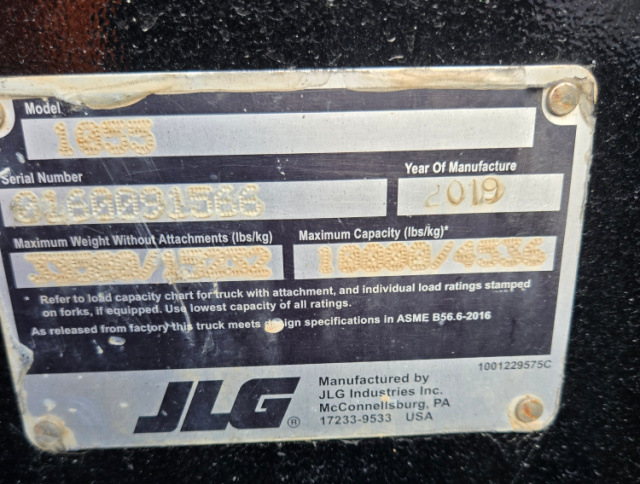 Model
1055
Serial Number
Year Of Manufacture
0160091566
2019
Maximum Weight Without Attachments (lbs/kg)
Maximum Capacity (lbs/kg)*
10000/4536
* Refer to load capacity chart for truck with attachment, and individual load ratings stamped
on forks, if equipped. Use lowest capacity of all ratings.
As released from factory this truck meets design specifications in ASME B56.6-2016
1001229575C
JLG®
Manufactured by
JLG Industries Inc.
McConnellsburg, PA
17233-9533 USA